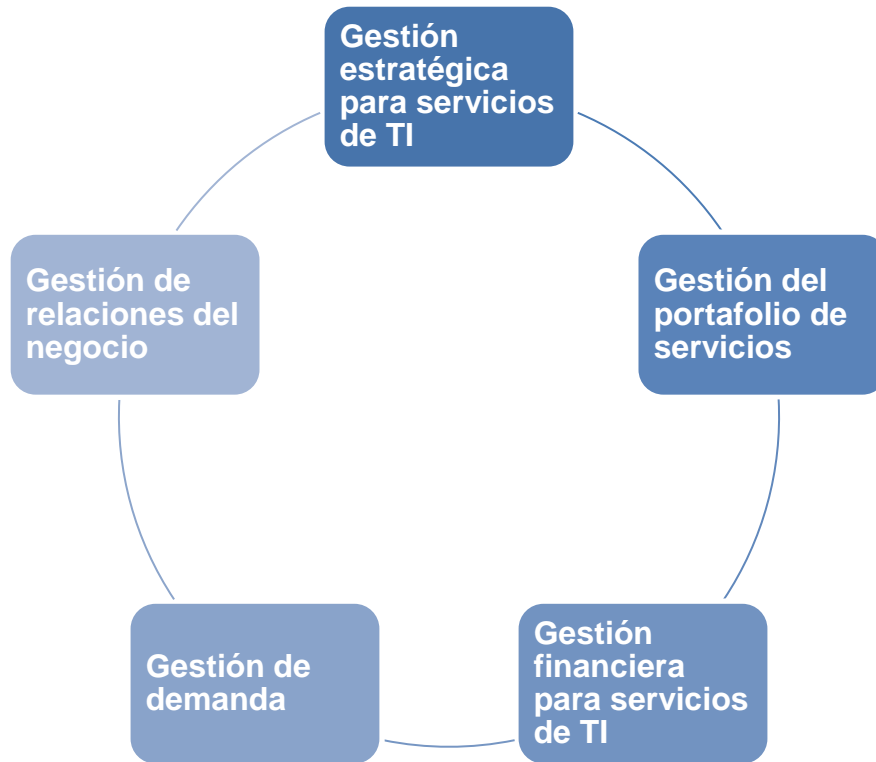 Gestión
estratégica
para servicios
de TI
Gestión del
portafolio de
servicios
Gestión
financiera
para servicios
de TI
Gestión de
demanda
Gestión de
relaciones del
negocio